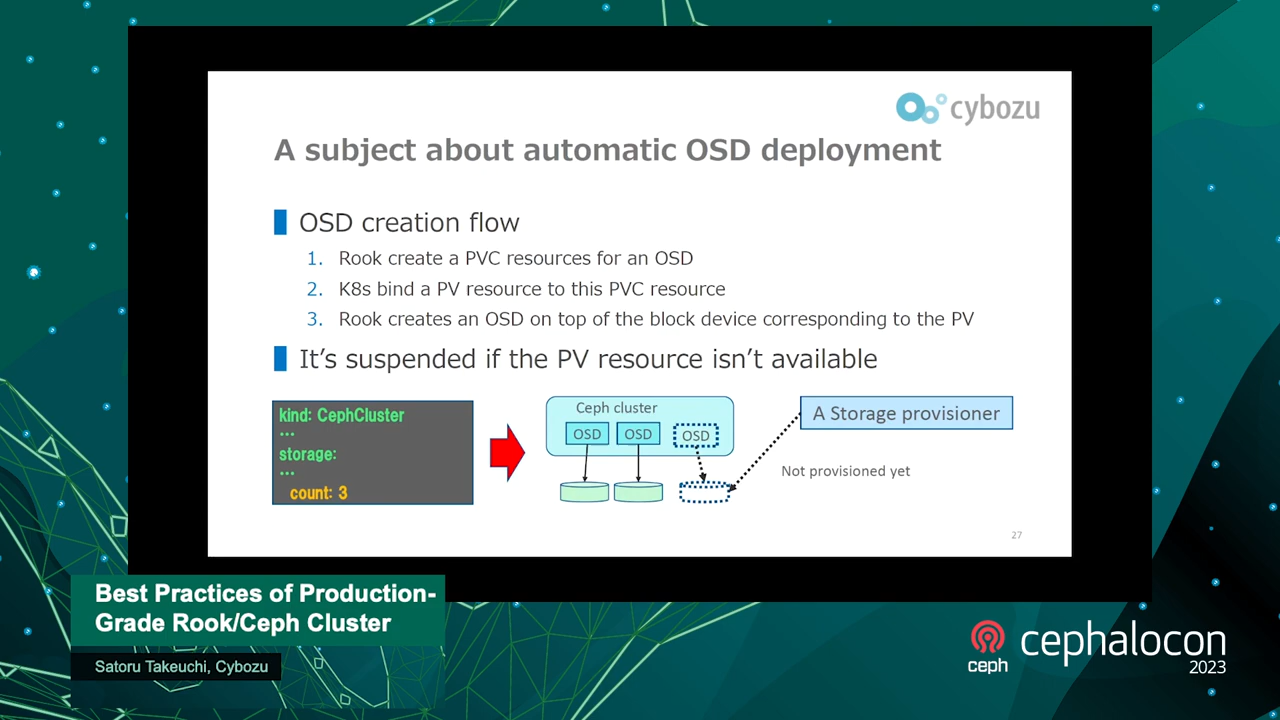 cybozu
A subject about automatic OSD deployment
OSD creation flow
1. Rook create a PVC resources for an OSD
2. K8s bind a PV resource to this PVC resource
3. Rook creates an OSD on top of the block device corresponding to the PV
It’s suspended if the PV resource isn’t available
kind: CephCluster
...
storage:
...
count: 3
Ceph cluster
OSD OSD OSD
A Storage provisioner
Not provisioned yet
27
Best Practices of Production-
Grade Rook/Ceph Cluster
Satoru Takeuchi, Cybozu
ceph
cephalocon
2023